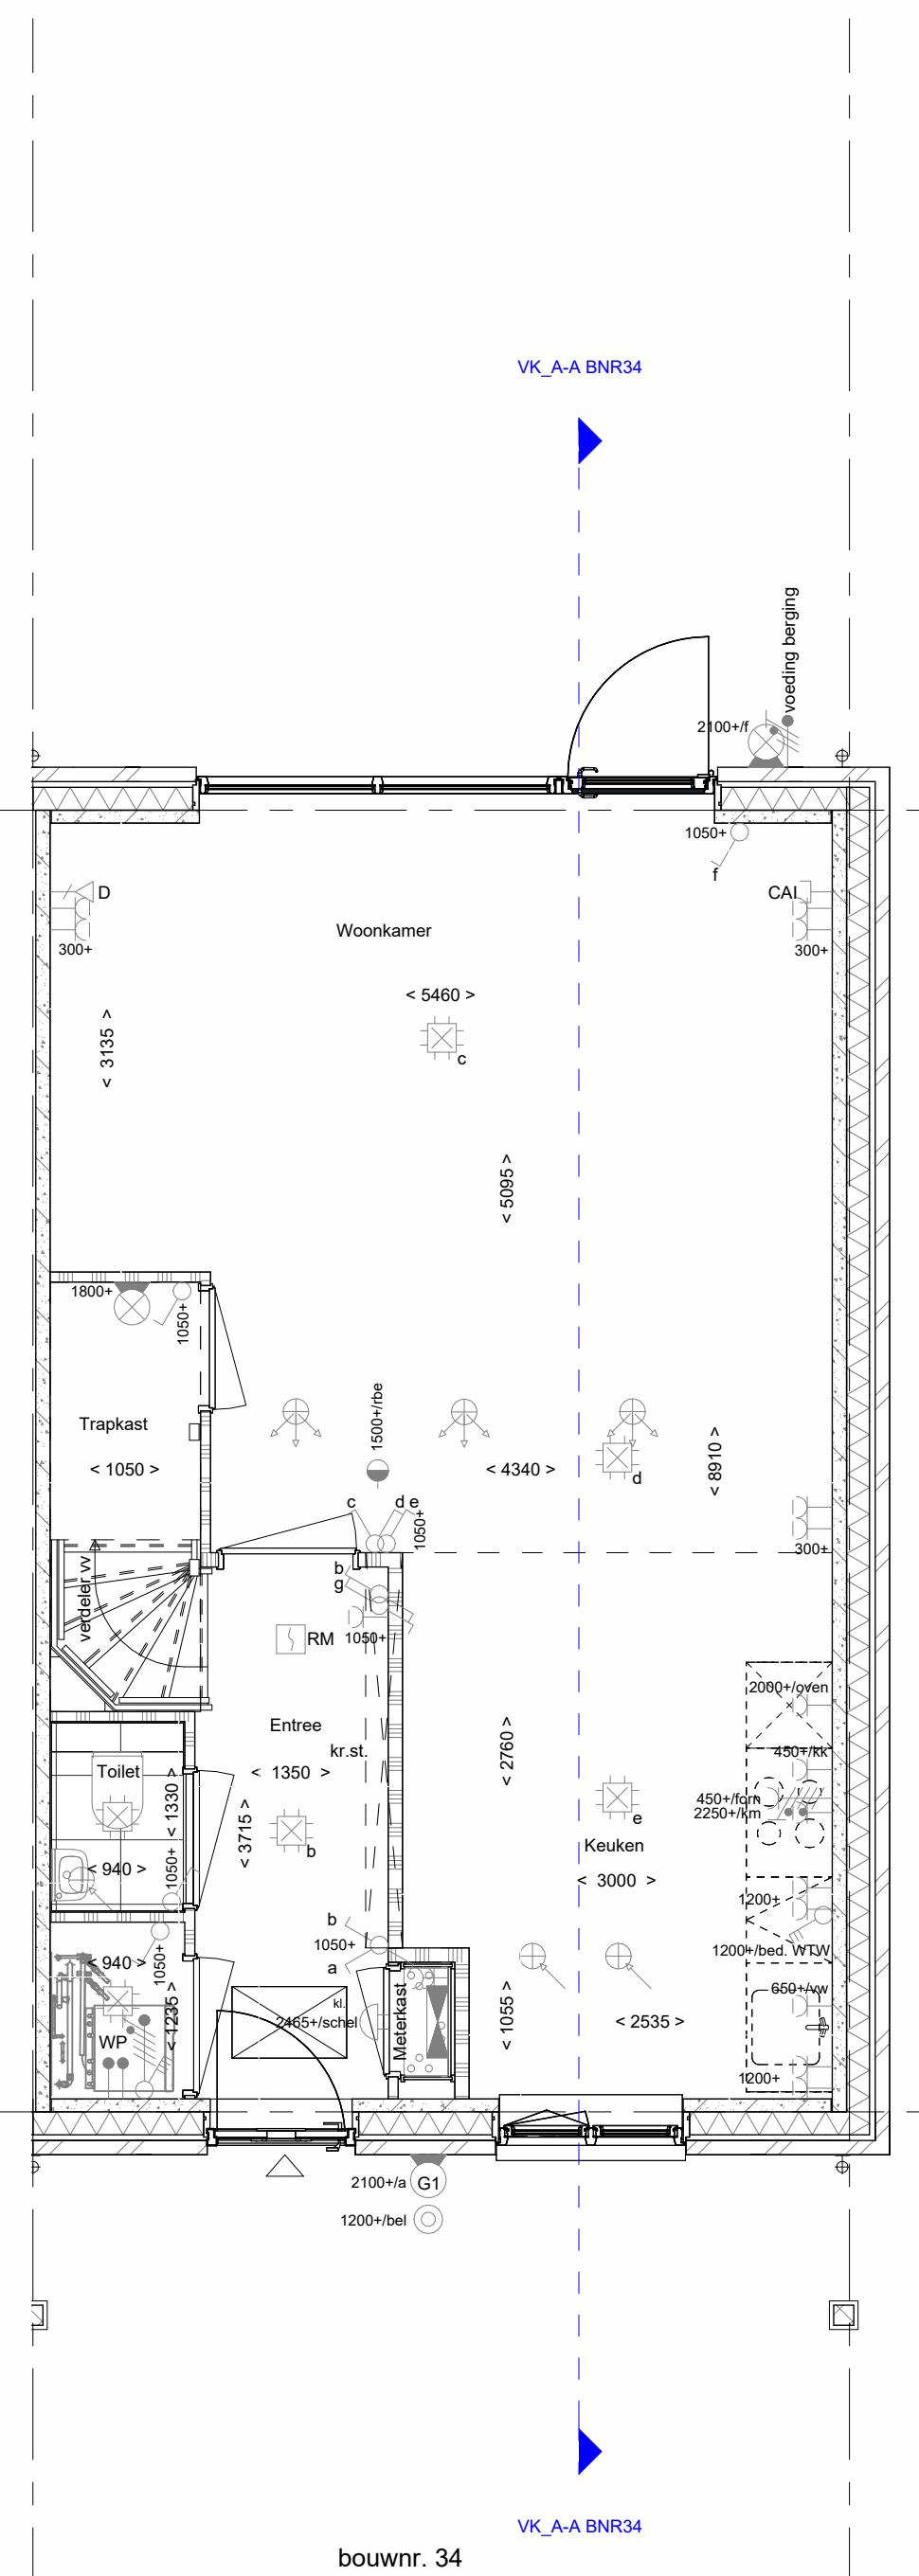 VK_A-A BNR34
voeding berging
2100+/f
1050+
f
D
CAI
300+
300+
Woonkamer
< 5460 >
< 3135 >
c
< 5095 >
1800+
1050+
Trapkast
< 1050 >
1500+/rbe
< 4340 >
d
< 8910 >
c
d e
1050+
300+
verdeler vv
b
g
1050+
RM
2000+/oven
Entree
kr.st.
< 2760 >
450+/kk
Toilet
< 1330 >
< 1350 >
450+/forn
2250+/km
< 3715 >
b
e
Keuken
< 940 >
1050+
< 3000 >
1200+
b
1050+
a
1200+/bed. WTW
< 940 >
1050+
650+/vw
kl.
2465+/schel
Meterkast
< 1055 >
< 2535 >
WP
< 1235 >
1200+
2100+/a
G1
1200+/bel
VK_A-A BNR34
bouwnr. 34